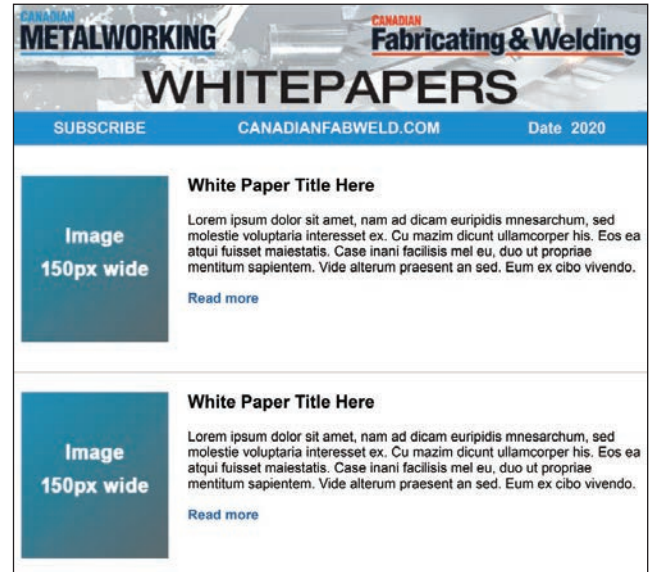 CANADIAN
METALWORKING
CANADIAN
Fabricating & Welding
WHITEPAPERS
SUBSCRIBE CANADIANFABWELD.COM Date 2020
Image
150px wide
White Paper Title Here
Lorem ipsum dolor sit amet, nam ad dicam euripidis mnesarchum, sed
molestie voluptaria interesset ex. Cu mazim dicunt ullamcorper his. Eos ea
atqui fuisset maiestatis. Case inani facilisis mel eu, duo ut propriae
mentitum sapientem. Vide alterum praesent an sed. Eum ex cibo vivendo.
Read more
Image
150px wide
White Paper Title Here
Lorem ipsum dolor sit amet, nam ad dicam euripidis mnesarchum, sed
molestie voluptaria interesset ex. Cu mazim dicunt ullamcorper his. Eos ea
atqui fuisset maiestatis. Case inani facilisis mel eu, duo ut propriae
mentitum sapientem. Vide alterum praesent an sed. Eum ex cibo vivendo.
Read more